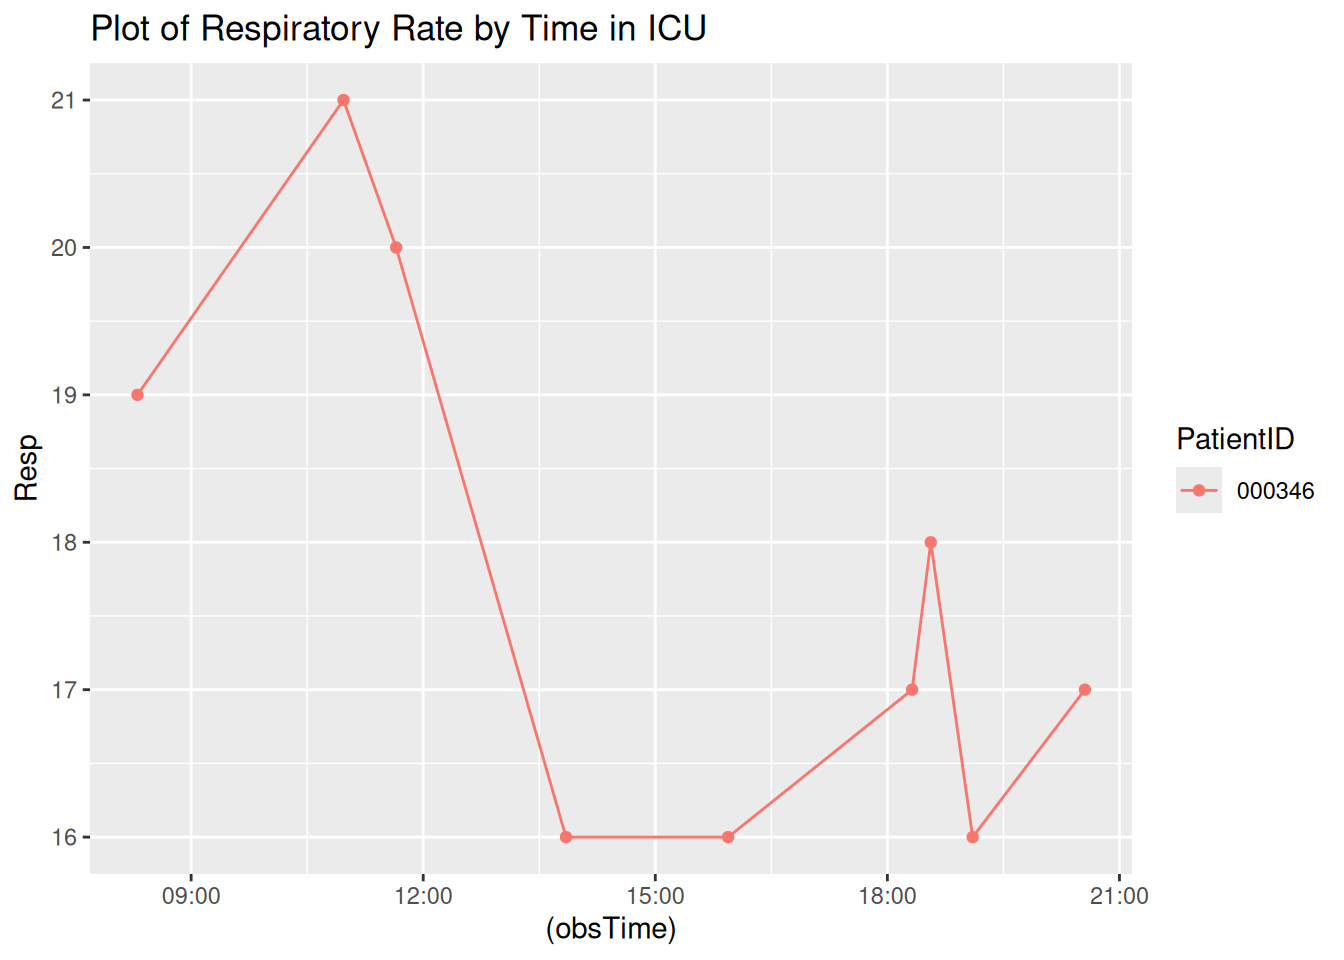 Plot of Respiratory Rate by Time in ICU
21
20
19
18
17
16
Resp
09:00 12:00 15:00 18:00 21:00
(obsTime)
PatientID
000346